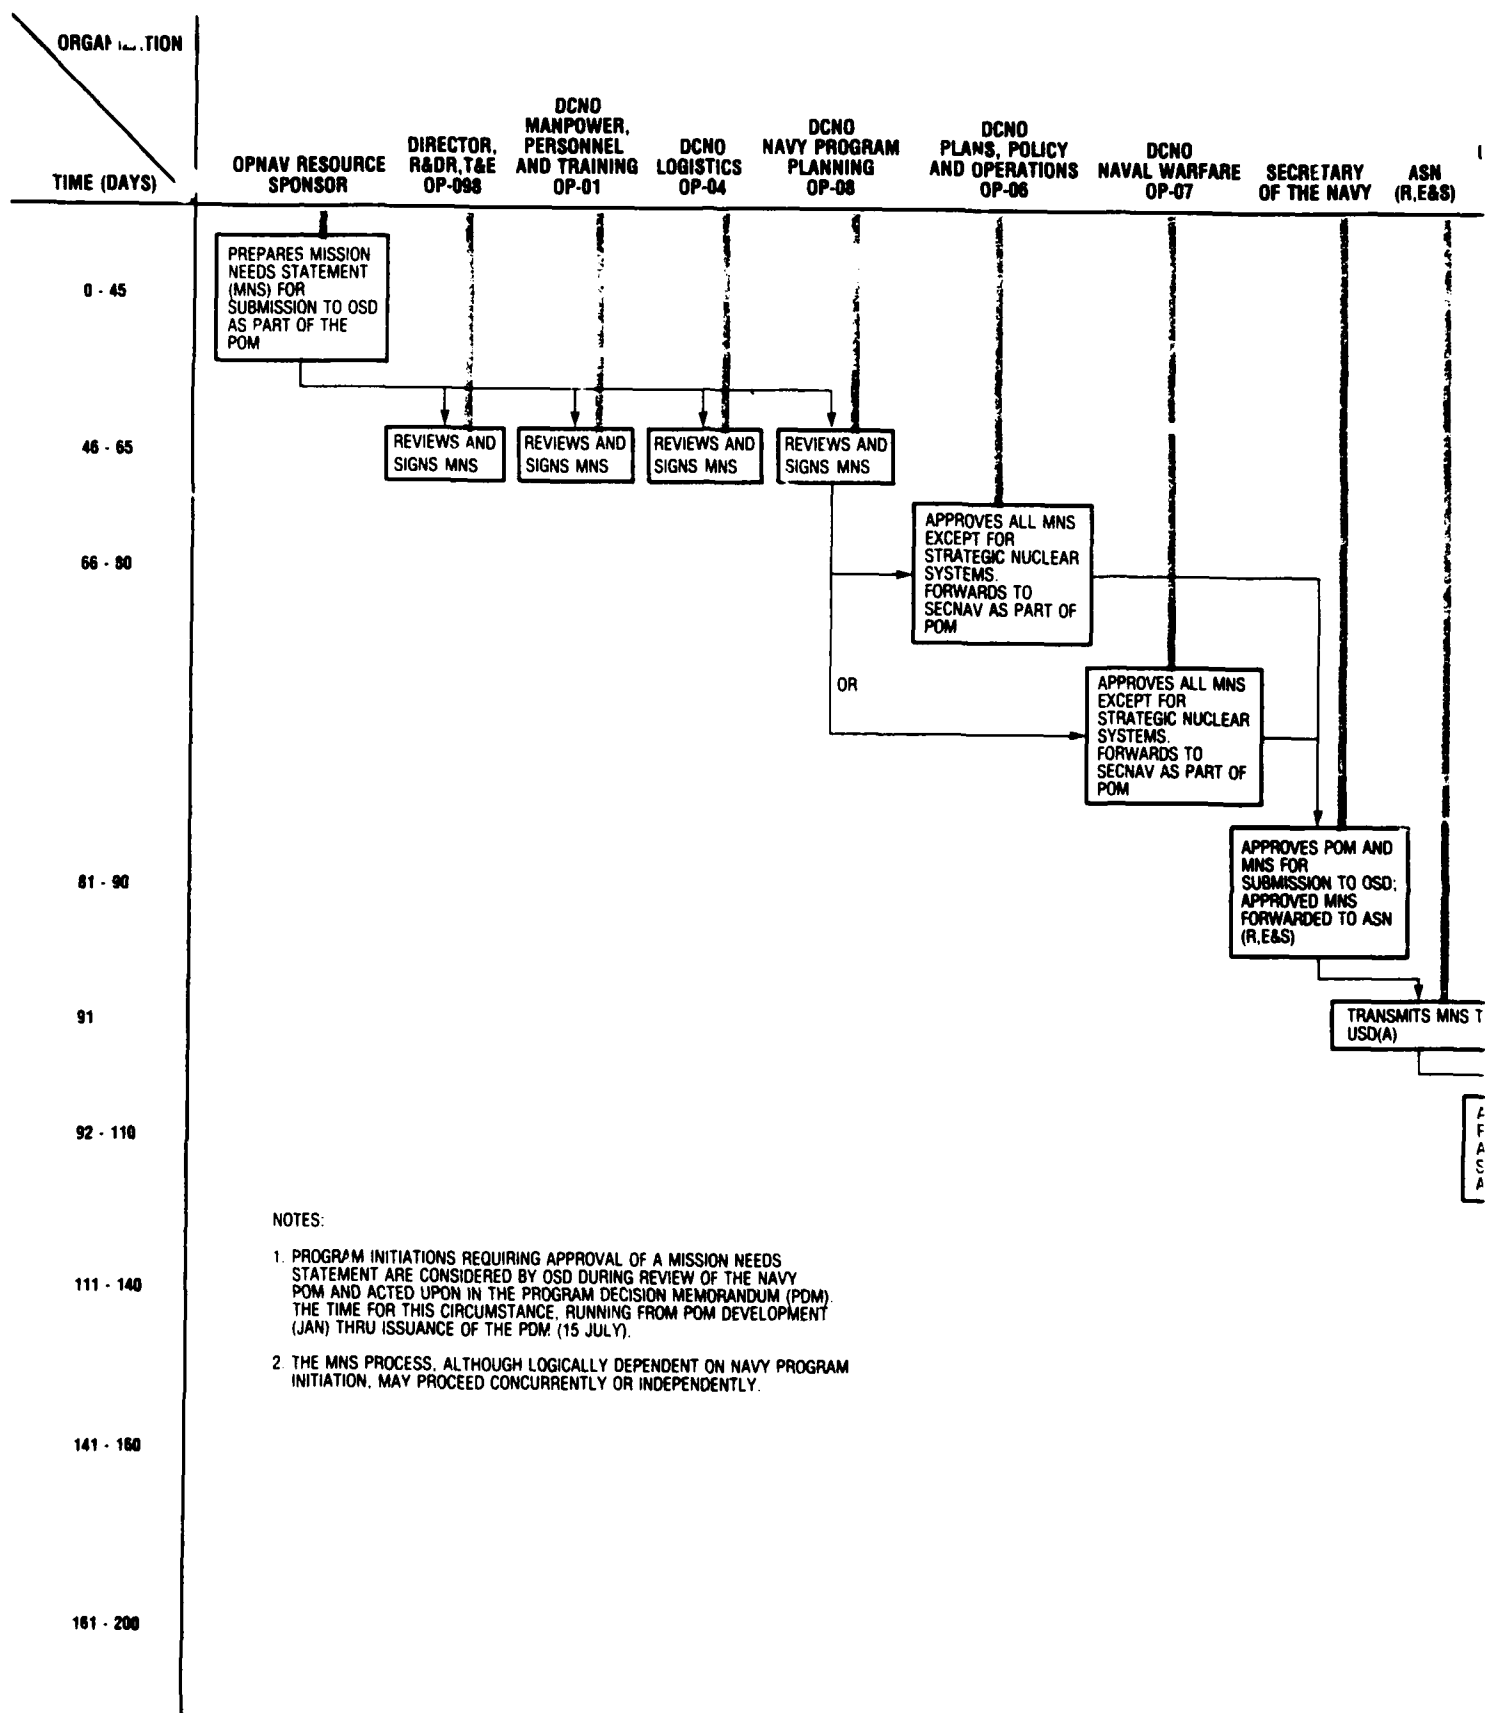 TIME (DAYS)
OPNAV RESOURCE
SPONSOR
DIRECTOR,
R&DR,T&E
OP-098
DCNO
MANPOWER,
PERSONNEL
AND TRAINING
OP-01
DCNO
LOGISTICS
OP-04
DCNO
NAVY PROGRAM
PLANNING
OP-08
DCNO
PLANS, POLICY
AND OPERATIONS
OP-06
DCNO
NAVAL WARFARE
OP-07
SECRETARY
OF THE NAVY
ASN
(R,E&S)
0 - 45
PREPARES MISSION
NEEDS STATEMENT
(MNS) FOR
SUBMISSION TO OSD
AS PART OF THE
POM
46 - 65
REVIEWS AND
SIGNS MNS
REVIEWS AND
SIGNS MNS
REVIEWS AND
SIGNS MNS
REVIEWS AND
SIGNS MNS
66 - 80
APPROVES ALL MNS
EXCEPT FOR
STRATEGIC NUCLEAR
SYSTEMS.
FORWARDS TO
SECNAV AS PART OF
POM
OR
APPROVES ALL MNS
EXCEPT FOR
STRATEGIC NUCLEAR
SYSTEMS.
FORWARDS TO
SECNAV AS PART OF
POM
81 - 90
APPROVES POM AND
MNS FOR
SUBMISSION TO OSD;
APPROVED MNS
FORWARDED TO ASN
(R,E&S)
91
TRANSMITS MNS T
USD(A)
92 - 110
A
F
A
S
A
NOTES:
1. PROGRAM INITIATIONS REQUIRING APPROVAL OF A MISSION NEEDS
STATEMENT ARE CONSIDERED BY OSD DURING REVIEW OF THE NAVY
POM AND ACTED UPON IN THE PROGRAM DECISION MEMORANDUM (PDM).
THE TIME FOR THIS CIRCUMSTANCE, RUNNING FROM POM DEVELOPMENT
(JAN) THRU ISSUANCE OF THE PDM (15 JULY).
111 - 140
2. THE MNS PROCESS, ALTHOUGH LOGICALLY DEPENDENT ON NAVY PROGRAM
INITIATION, MAY PROCEED CONCURRENTLY OR INDEPENDENTLY.
141 - 160
161 - 200